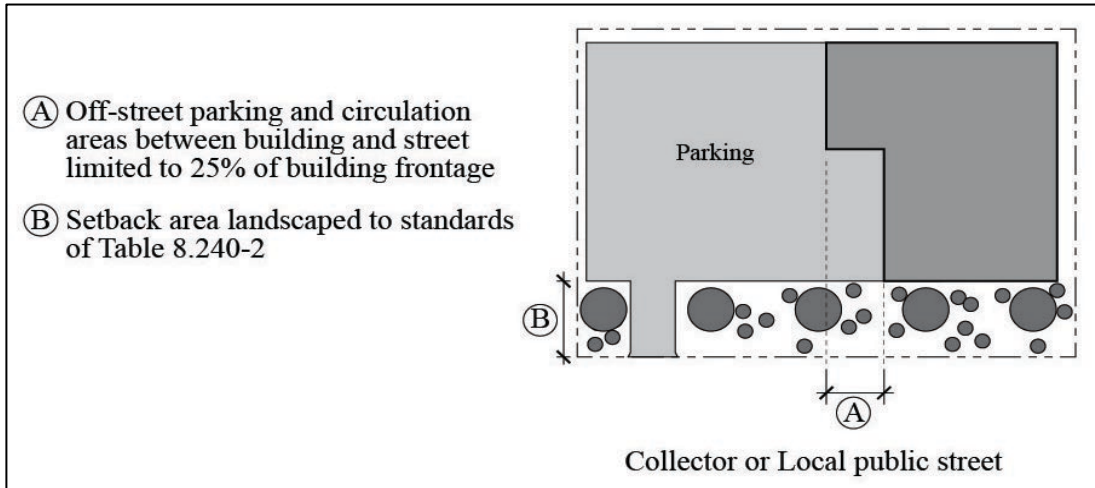 Ⓐ Off-street parking and circulation
areas between building and street
limited to 25% of building frontage
Ⓑ Setback area landscaped to standards
of Table 8.240-2
Parking
Ⓑ
Ⓐ
Collector or Local public street